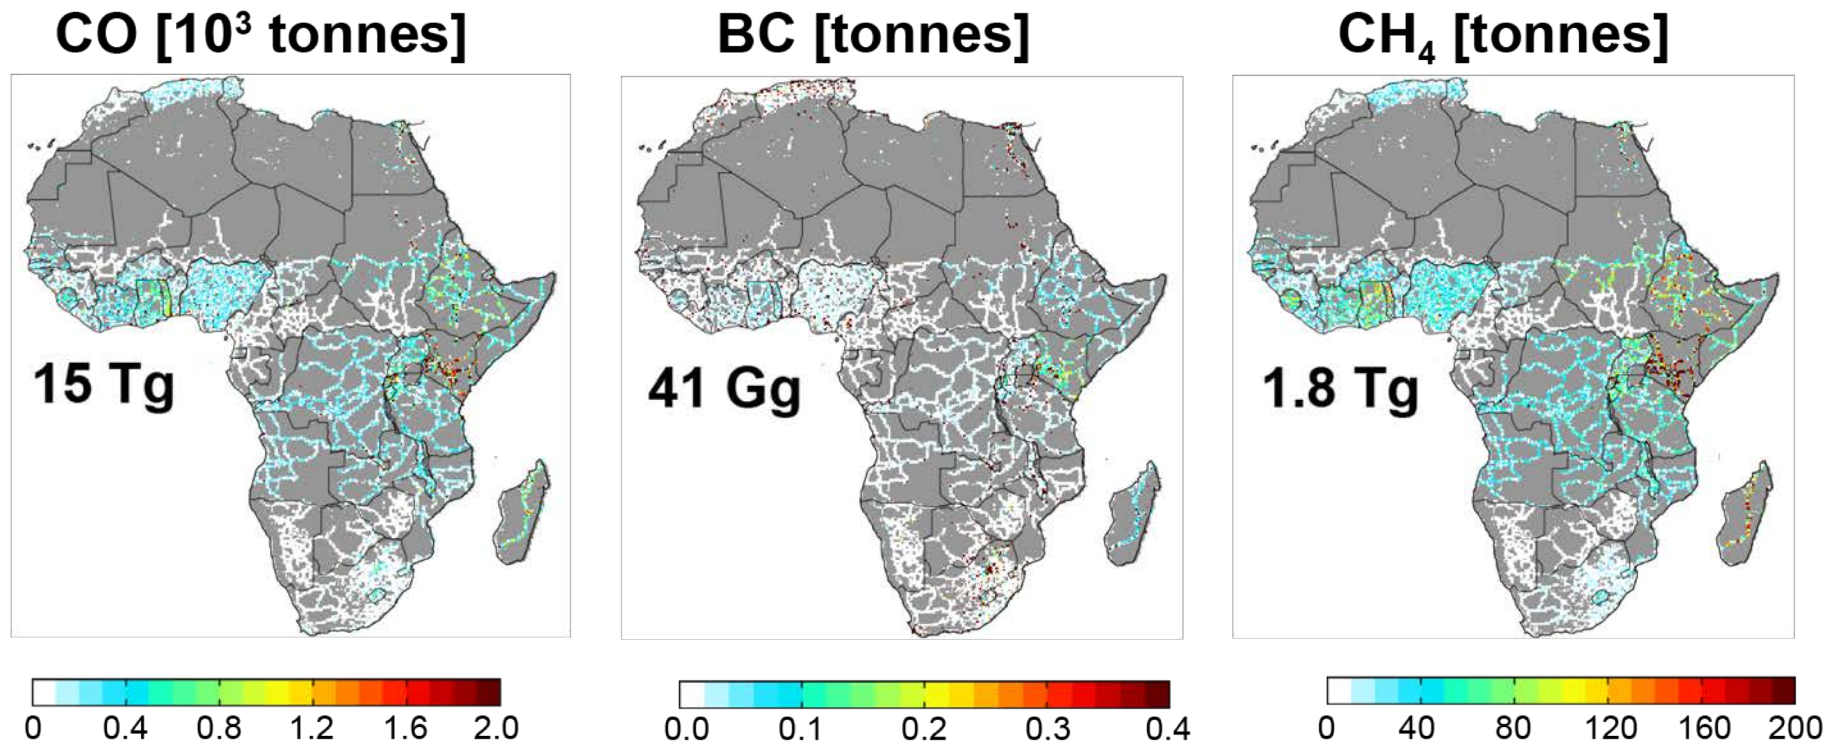 CO [10³ tonnes]
BC [tonnes]
CH₄ [tonnes]
15 Tg
41 Gg
1.8 Tg
0 0.4 0.8 1.2 1.6 2.0
0.0 0.1 0.2 0.3 0.4
0 40 80 120 160 200